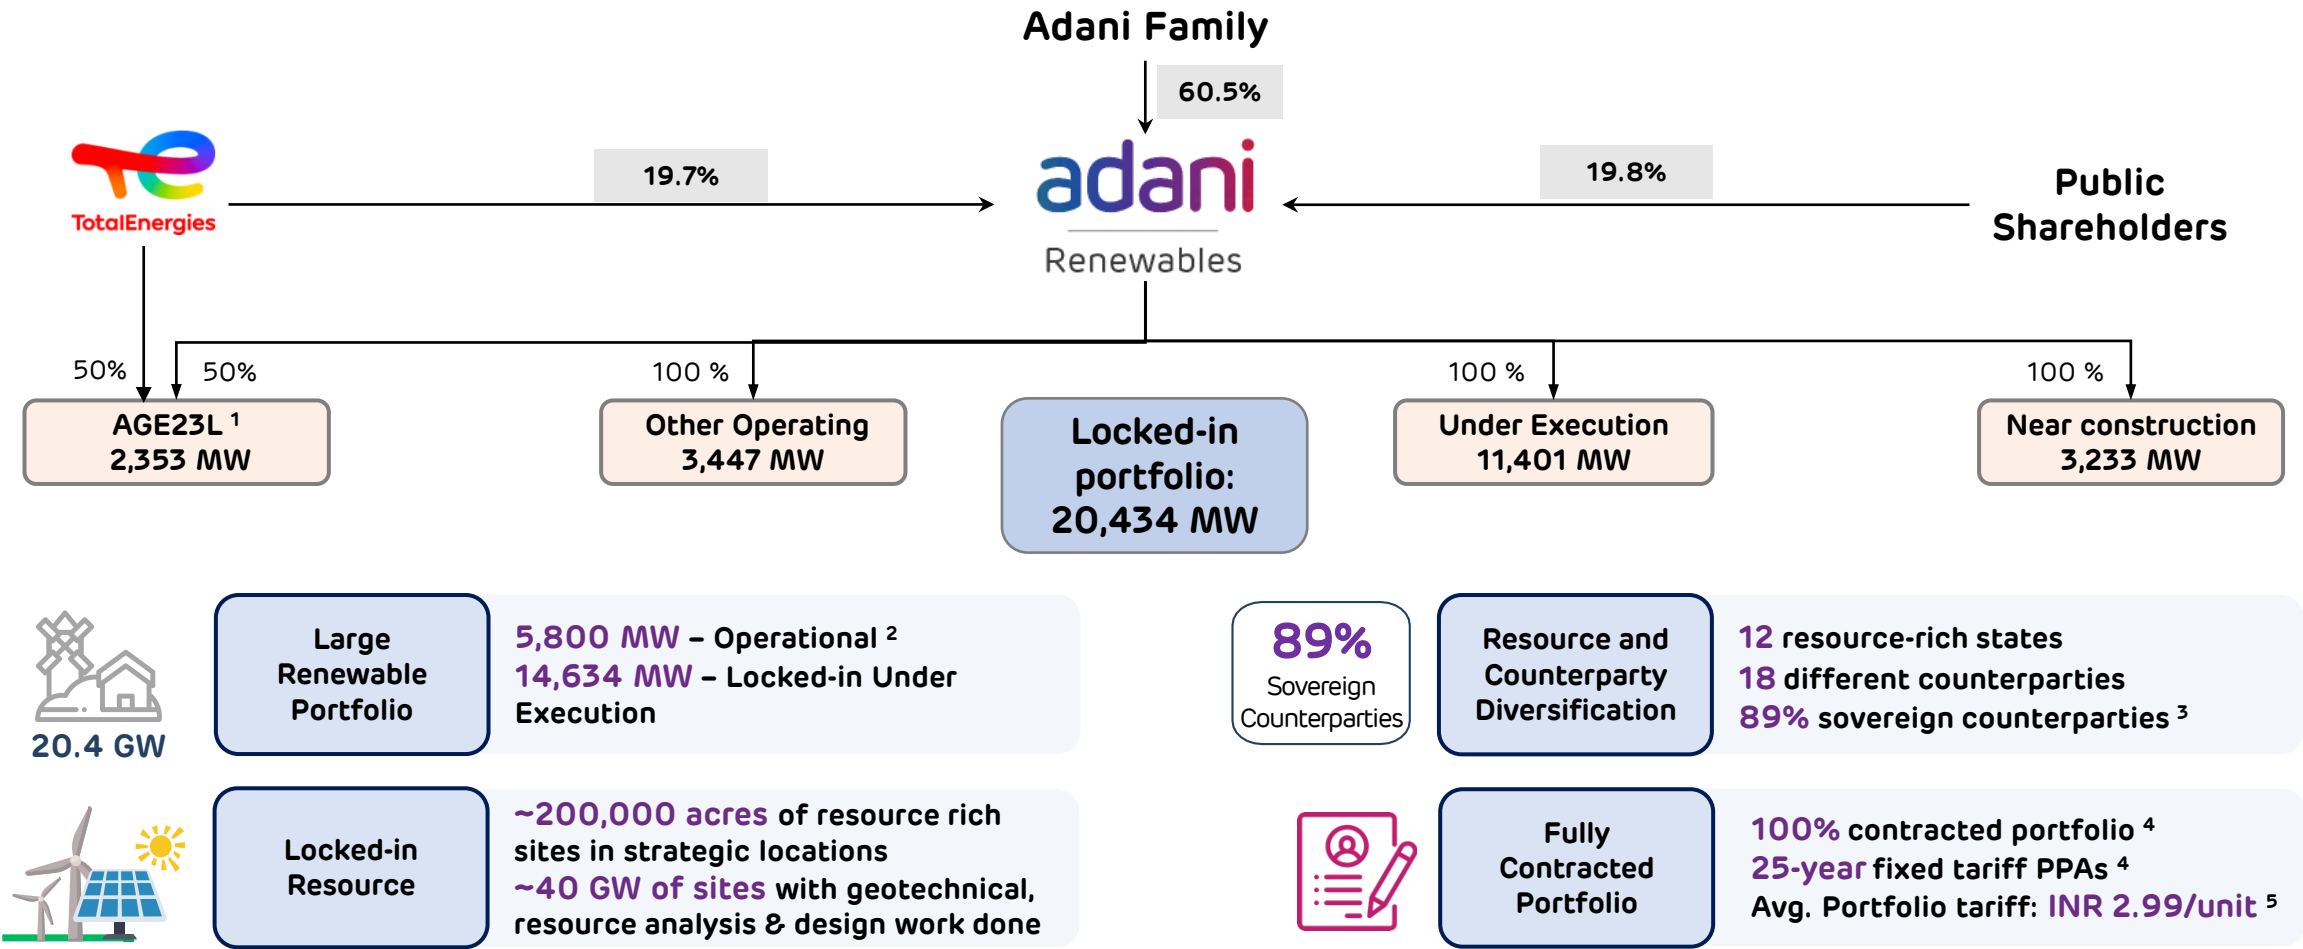 Adani Family
60.5%
TotalEnergies
19.7%
adani
Renewables
19.8%
Public
Shareholders
50%
50%
100 %
100 %
100 %
AGE23L 1
2,353 MW
Other Operating
3,447 MW
Locked-in
portfolio:
20,434 MW
Under Execution
11,401 MW
Near construction
3,233 MW
20.4 GW
Large
Renewable
Portfolio
5,800 MW – Operational 2
14,634 MW – Locked-in Under
Execution
89%
Sovereign
Counterparties
Resource and
Counterparty
Diversification
12 resource-rich states
18 different counterparties
89% sovereign counterparties 3
Locked-in
Resource
~200,000 acres of resource rich
sites in strategic locations
~40 GW of sites with geotechnical,
resource analysis & design work done
Fully
Contracted
Portfolio
100% contracted portfolio 4
25-year fixed tariff PPAs 4
Avg. Portfolio tariff: INR 2.99/unit 5